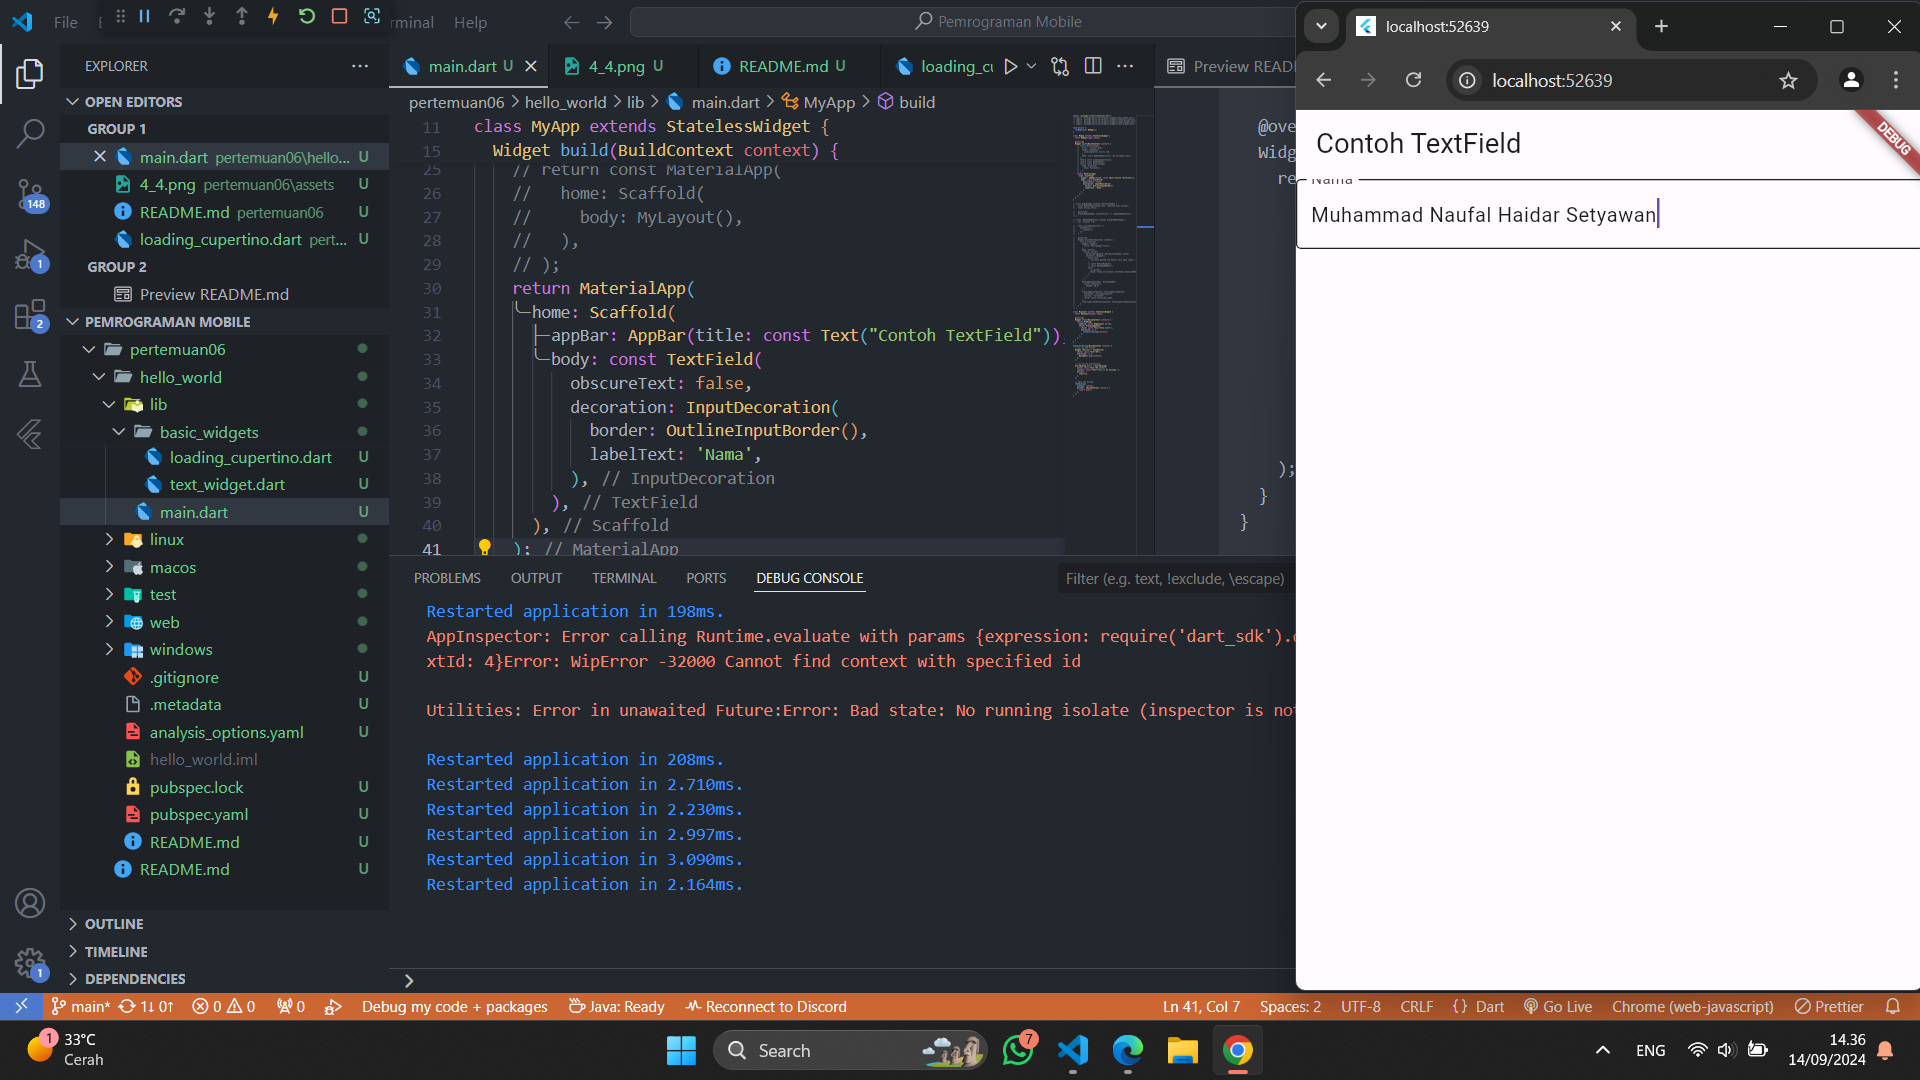 File
rminal
Help
Pemrograman Mobile
EXPLORER
OPEN EDITORS
GROUP 1
main.dart pertemuan06\hello... U
4_4.png pertemuan06\assets U
README.md pertemuan06 U
loading_cupertino.dart pert... U
GROUP 2
Preview README.md
PEMROGRAMAN MOBILE
pertemuan06
hello_world
lib
basic_widgets
loading_cupertino.dart U
text_widget.dart U
main.dart U
linux
macos
test
web
windows
.gitignore U
.metadata U
analysis_options.yaml U
hello_world.iml
pubspec.lock U
pubspec.yaml U
README.md U
README.md U
OUTLINE
TIMELINE
DEPENDENCIES
148
1
2
1
main.dart U
4_4.png U
README.md U
loading_cu
Preview READ
pertemuan06 > hello_world > lib > main.dart > MyApp > build
11 class MyApp extends StatelessWidget {
15 Widget build(BuildContext context) {
25 // return const MaterialApp(
26 // home: Scaffold(
27 // body: MyLayout(),
28 // ),
29 // );
30 return MaterialApp(
31 home: Scaffold(
32 appBar: AppBar(title: const Text("Contoh TextField"))
33 body: const TextField(
34 obscureText: false,
35 decoration: InputDecoration(
36 border: OutlineInputBorder(),
37 labelText: 'Nama',
38 ), // InputDecoration
39 ), // TextField
40 ), // Scaffold
41 ); // MaterialApp
@ove
Widg
re
);
}
}
PROBLEMS
OUTPUT
TERMINAL
PORTS
DEBUG CONSOLE
Filter (e.g. text, !exclude, \escape)
Restarted application in 198ms.
AppInspector: Error calling Runtime.evaluate with params {expression: require('dart_sdk').
xtId: 4}Error: WipError -32000 Cannot find context with specified id
Utilities: Error in unawaited Future:Error: Bad state: No running isolate (inspector is not
Restarted application in 208ms.
Restarted application in 2.710ms.
Restarted application in 2.230ms.
Restarted application in 2.997ms.
Restarted application in 3.090ms.
Restarted application in 2.164ms.
localhost:52639
localhost:52639
Contoh TextField
DEBUG
Nama
Muhammad Naufal Haidar Setyawan
main* 1↓ 0↑ 0 0 0 Debug my code + packages Java: Ready Reconnect to Discord
Ln 41, Col 7 Spaces: 2 UTF-8 CRLF { } Dart Go Live Chrome (web-javascript) Prettier
1
33°C
Cerah
Search
7
ENG
14.36
14/09/2024